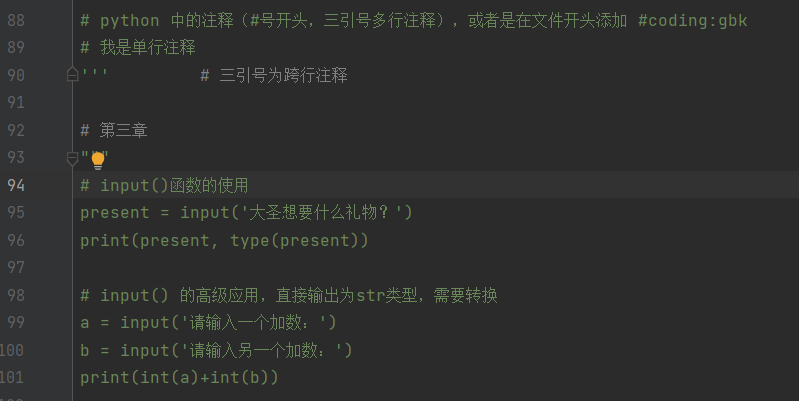 88 # python 中的注释（#号开头，三引号多行注释），或者是在文件开头添加 #coding:gbk
89 # 我是单行注释
90 ''' # 三引号为跨行注释
91
92 # 第三章
93 """
94 # input()函数的使用
95 present = input('大圣想要什么礼物？')
96 print(present, type(present))
97
98 # input() 的高级应用，直接输出为str类型，需要转换
99 a = input('请输入一个加数：')
100 b = input('请输入另一个加数：')
101 print(int(a)+int(b))